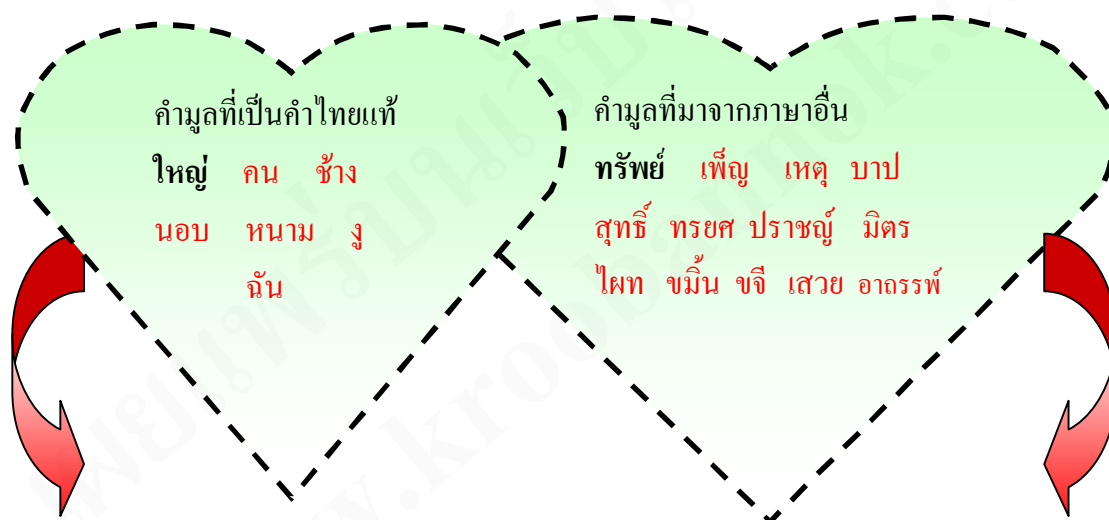 คำมูลที่เป็นคำไทยแท้
ใหญ่ คน ช้าง
นอบ หนาม งู
ฉัน
คำมูลที่มาจากภาษาอื่น
ทรัพย์ เพ็ญ เหตุ บาป
สุทธิ์ ทรยศ ปราชญ์ มิตร
ไผท ขมิ้น ขจี เสวย อาถรรพ์